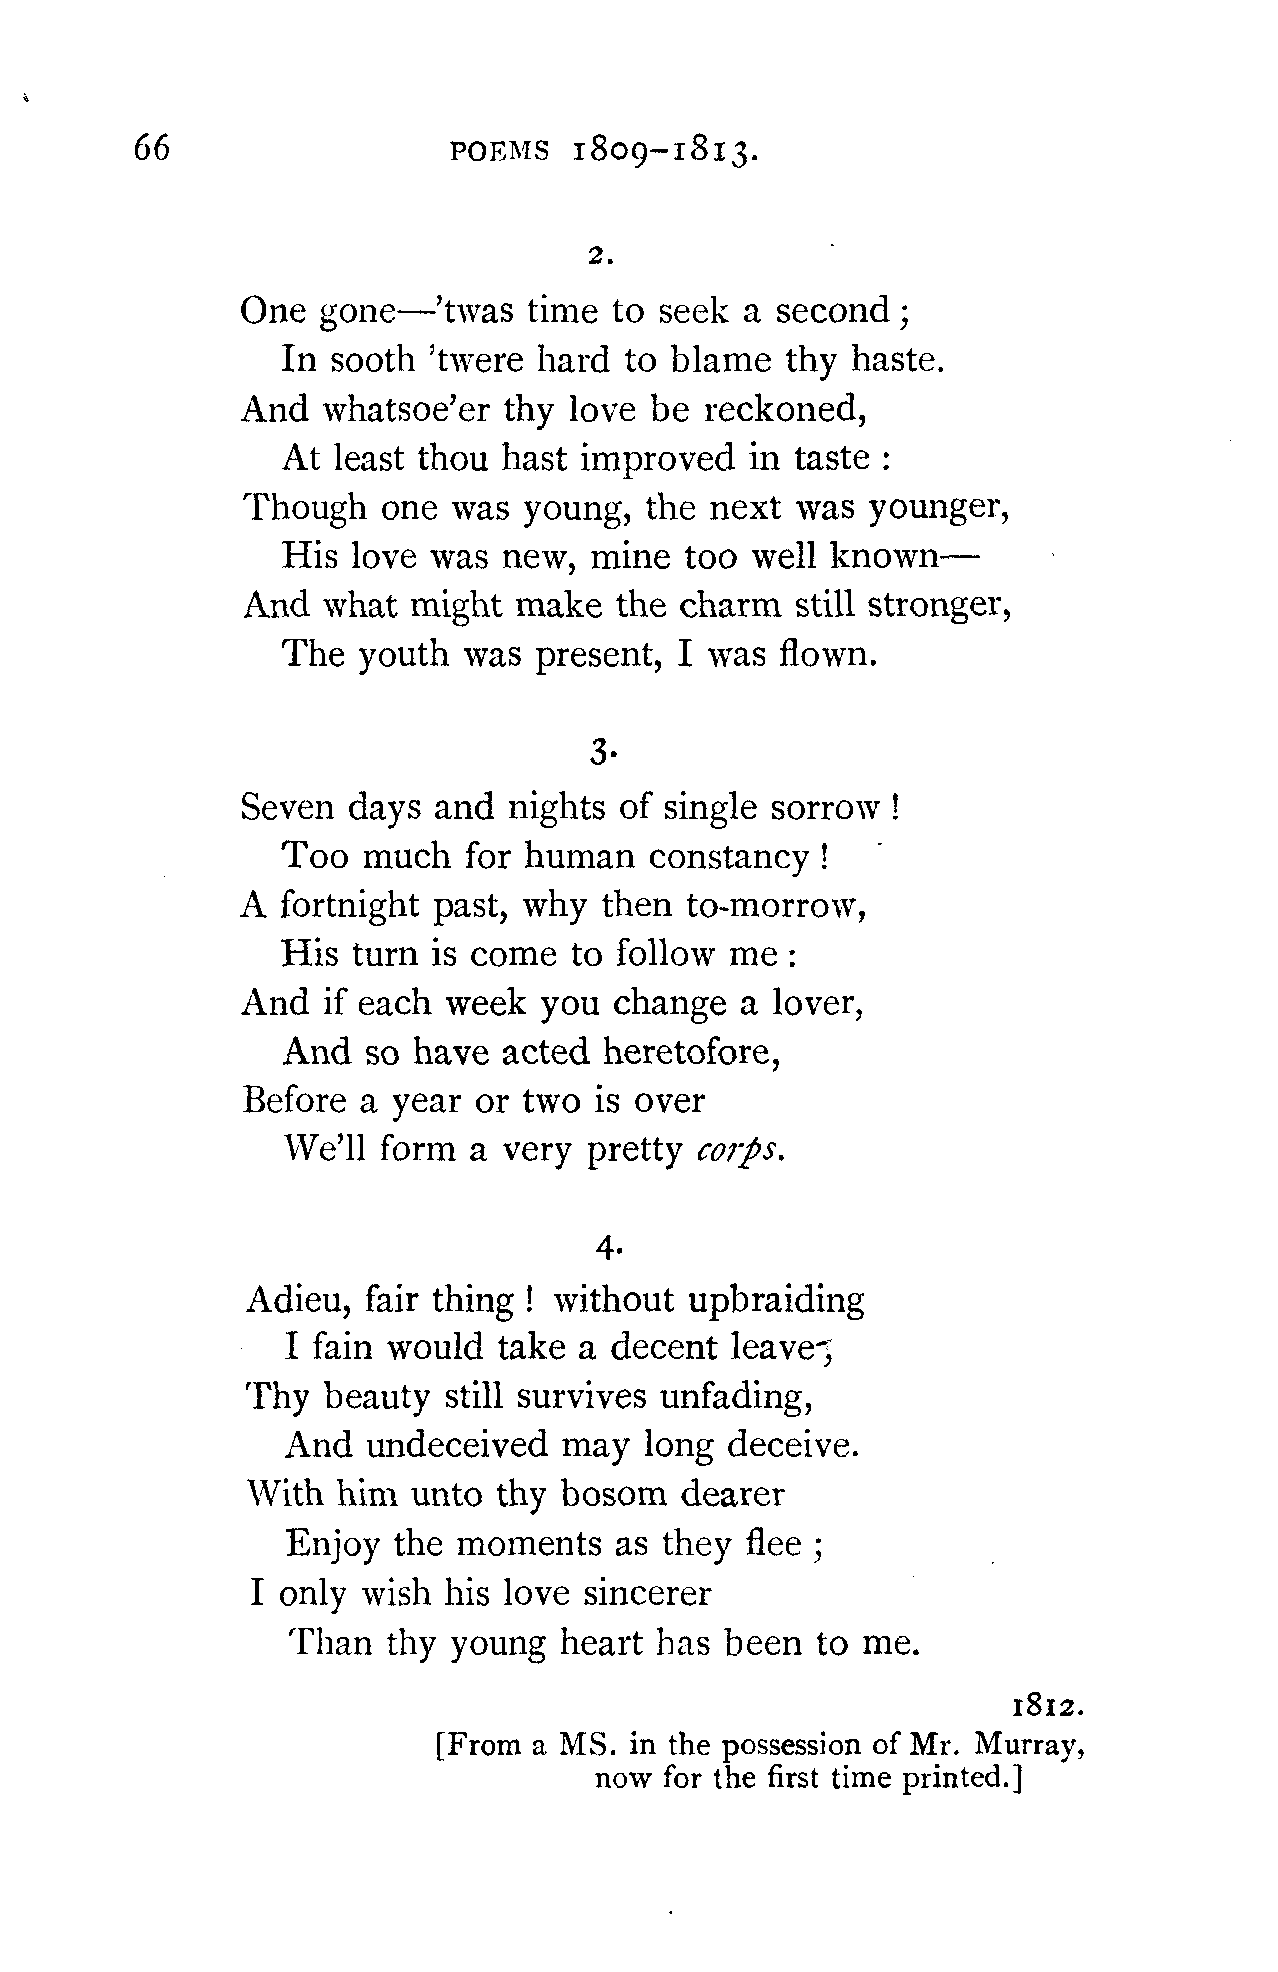 66 POEMS 1809–1813.
2.
One gone—'twas time to seek a second ;
In sooth 'twere hard to blame thy haste.
And whatsoe'er thy love be reckoned,
At least thou hast improved in taste :
Though one was young, the next was younger,
His love was new, mine too well known—
And what might make the charm still stronger,
The youth was present, I was flown.
3.
Seven days and nights of single sorrow !
Too much for human constancy !
A fortnight past, why then to-morrow,
His turn is come to follow me :
And if each week you change a lover,
And so have acted heretofore,
Before a year or two is over
We'll form a very pretty corps.
4.
Adieu, fair thing ! without upbraiding
I fain would take a decent leave ;
Thy beauty still survives unfading,
And undeceived may long deceive.
With him unto thy bosom dearer
Enjoy the moments as they flee ;
I only wish his love sincerer
Than thy young heart has been to me.
1812.
[From a MS. in the possession of Mr. Murray,
now for the first time printed.]